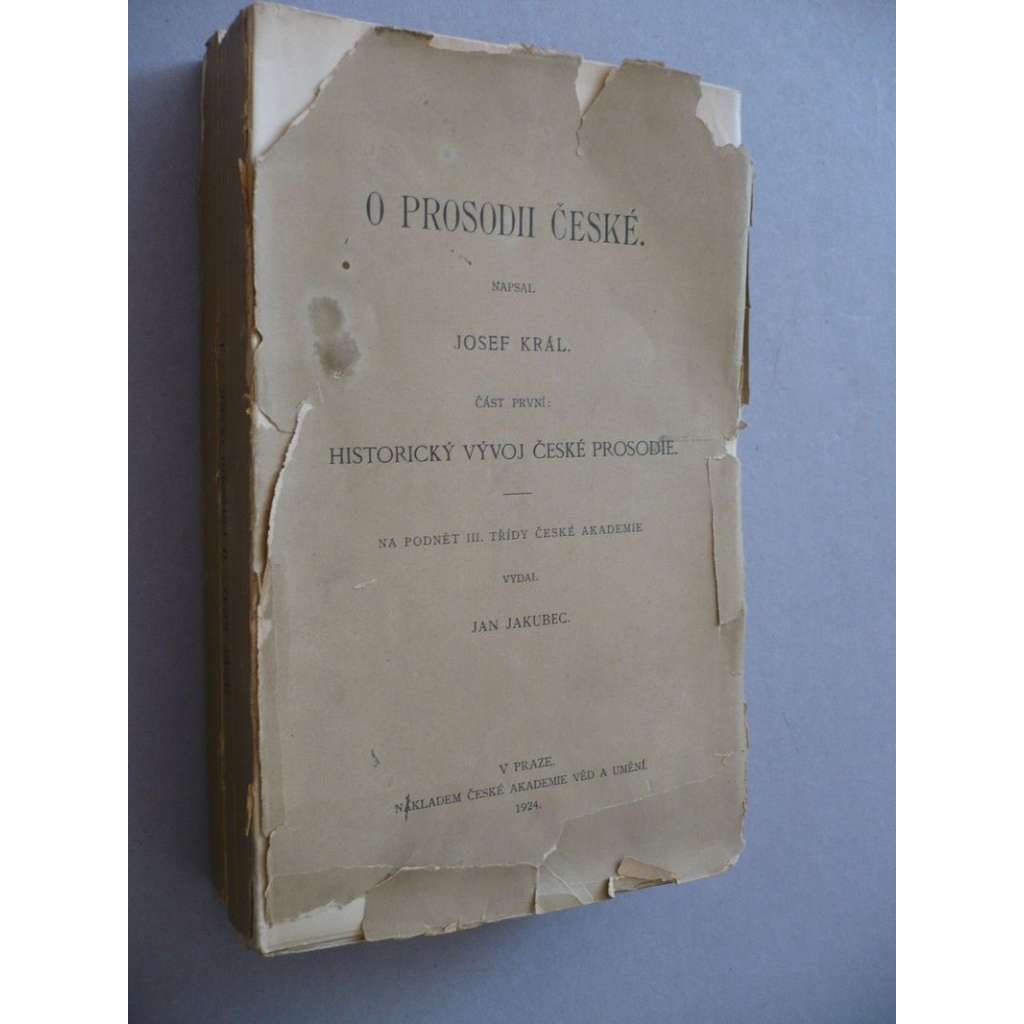 O PROSODII ČESKÉ.
NAPSAL
JOSEF KRÁL.
ČÁST PRVNÍ:
HISTORICKÝ VÝVOJ ČESKÉ PROSODIE.
NA PODNĚT III. TŘÍDY ČESKÉ AKADEMIE
VYDAL
JAN JAKUBEC.
V PRAZE.
NÁKLADEM ČESKÉ AKADEMIE VĚD A UMĚNÍ.
1924.